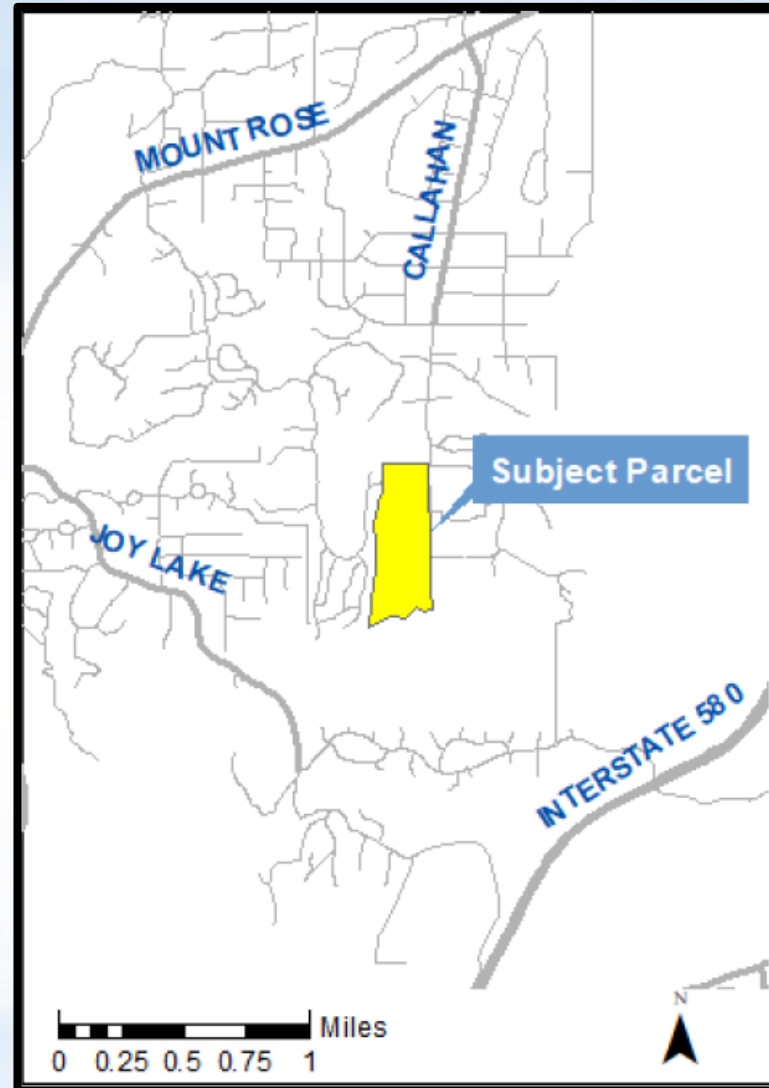 MOUNT ROSE
CALLAHAN
Subject Parcel
JOY LAKE
INTERSTATE 580
N
Miles
0 0.25 0.5 0.75 1